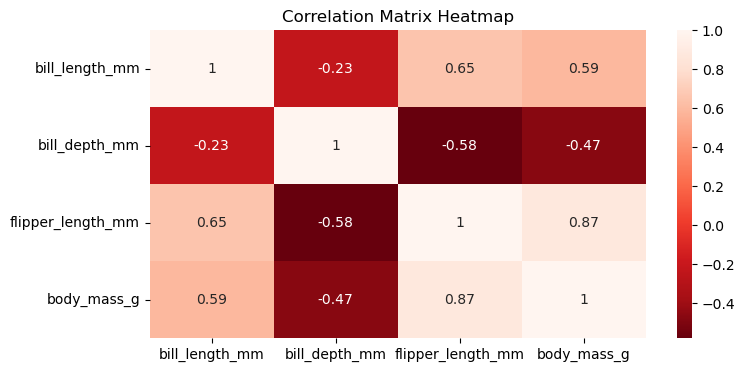 Correlation Matrix Heatmap
bill_length_mm 1 -0.23 0.65 0.59
bill_depth_mm -0.23 1 -0.58 -0.47
flipper_length_mm 0.65 -0.58 1 0.87
body_mass_g 0.59 -0.47 0.87 1
bill_length_mm bill_depth_mm flipper_length_mm body_mass_g
1.0
0.8
0.6
0.4
0.2
0.0
−0.2
−0.4